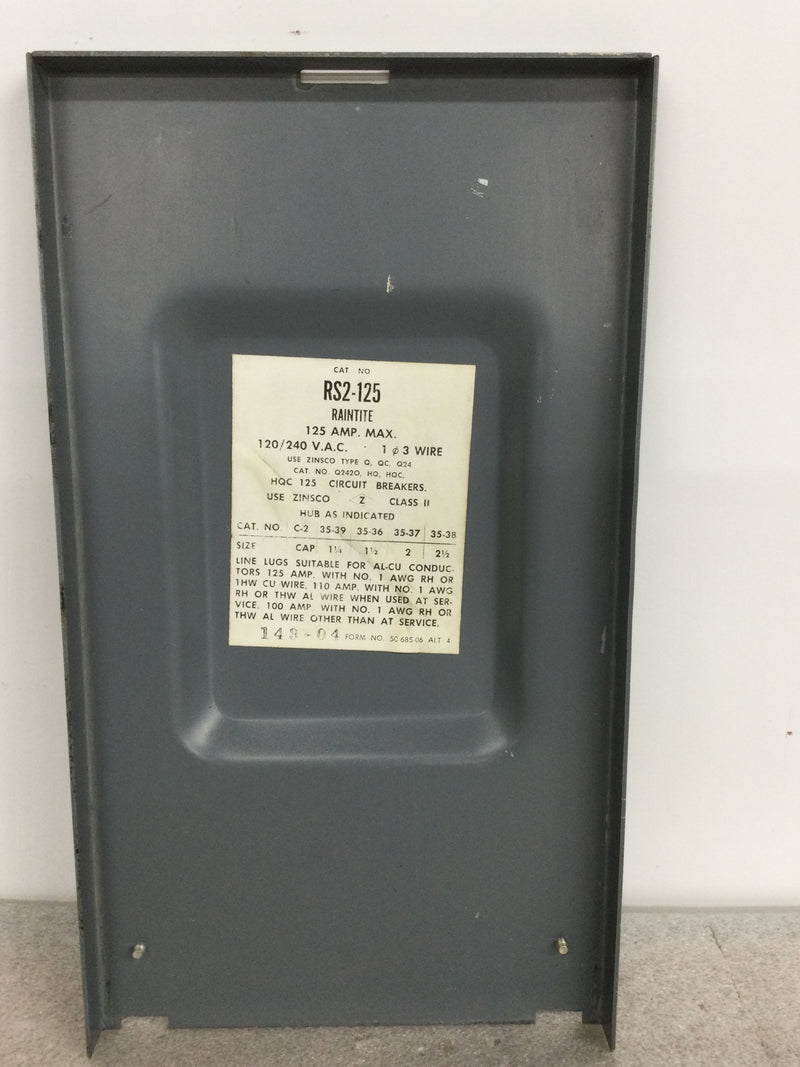 CAT NO
RS2-125
RAINTITE
125 AMP. MAX.
120/240 V.A.C. 1 ø 3 WIRE
USE ZINSCO TYPE Q, QC, Q24
CAT. NO. Q2420, HQ, HQC,
HQC 125 CIRCUIT BREAKERS.
USE ZINSCO Z CLASS II
HUB AS INDICATED
CAT. NO. C-2 35-39 35-36 35-37 35-38
SIZE CAP 1¼ 1½ 2 2½
LINE LUGS SUITABLE FOR AL-CU CONDUC-
TORS 125 AMP. WITH NO. 1 AWG RH OR
THW CU WIRE, 110 AMP. WITH NO. 1 AWG
RH OR THW AL WIRE WHEN USED AT SER-
VICE. 100 AMP WITH NO. 1 AWG RH OR
THW AL WIRE OTHER THAN AT SERVICE.
FORM NO. 50-685-06 ALT 4